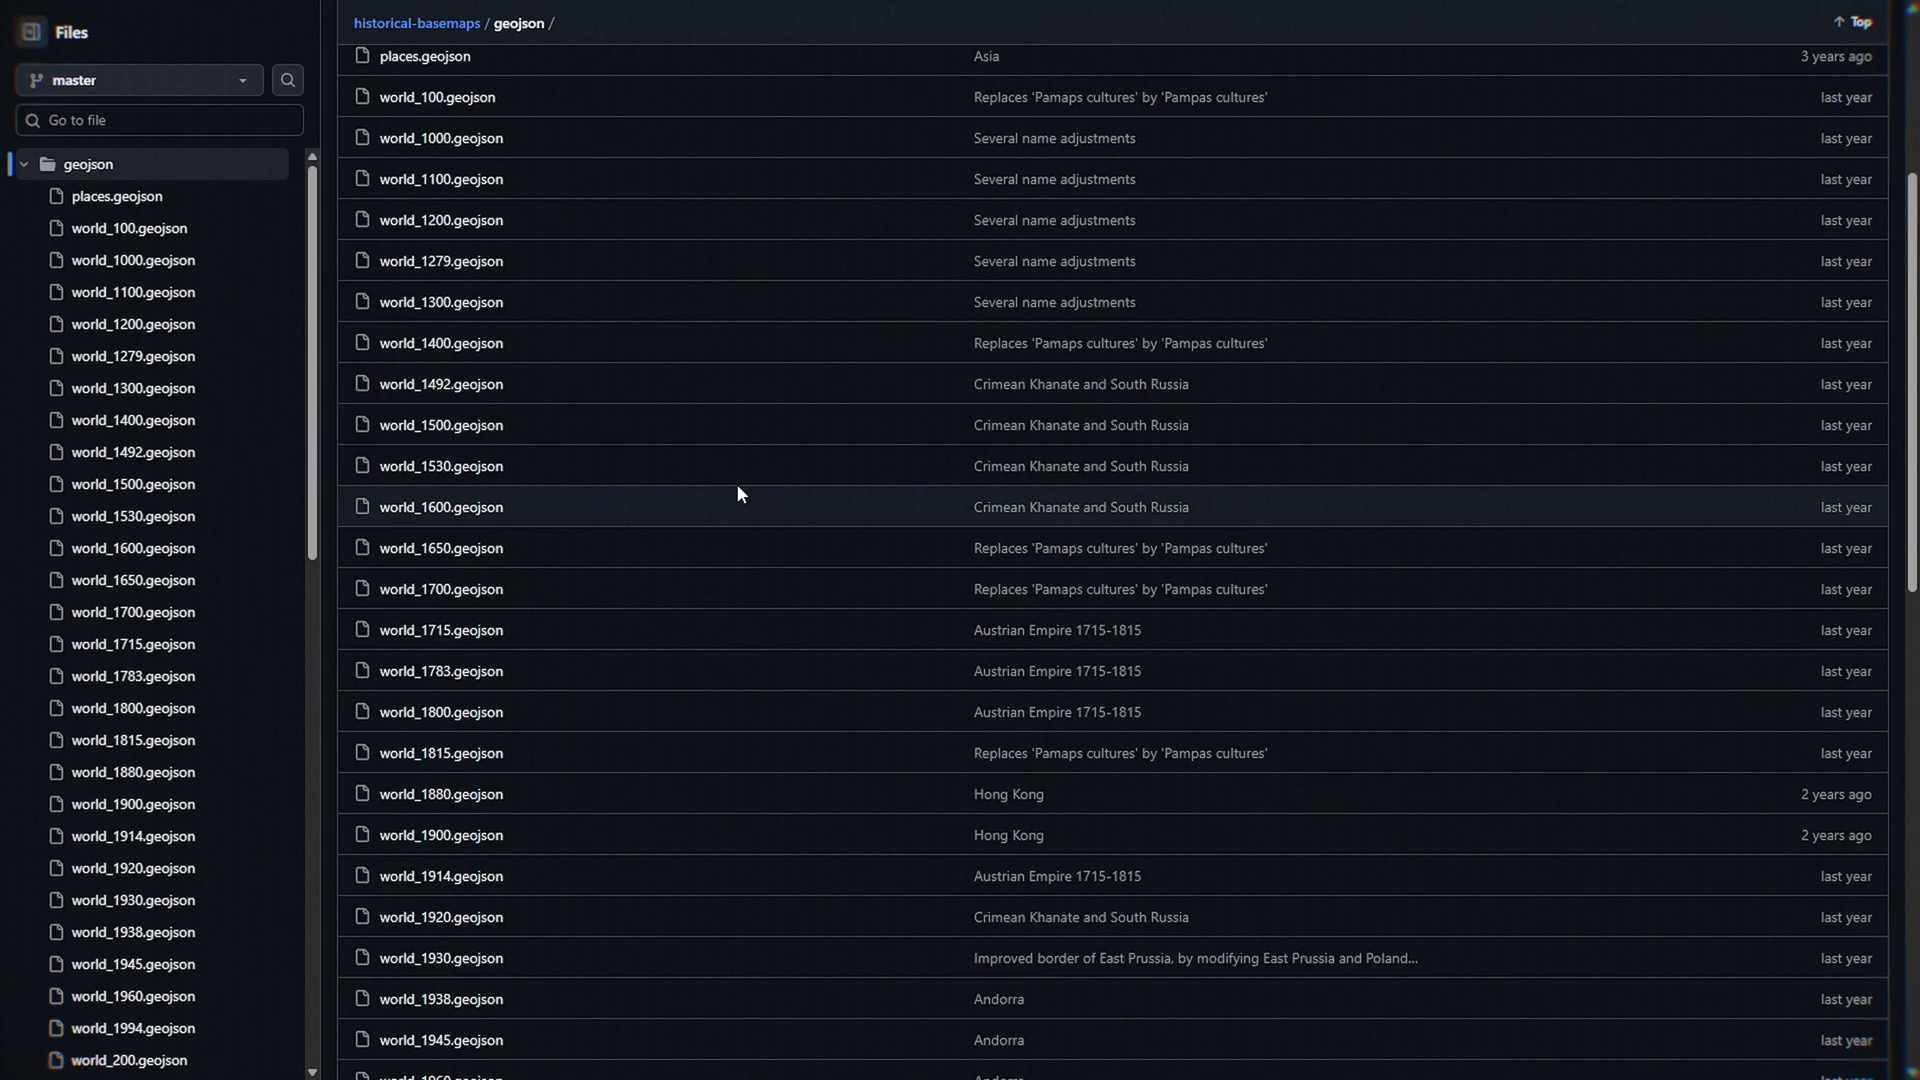 Files
master
Go to file
geojson
places.geojson
world_100.geojson
world_1000.geojson
world_1100.geojson
world_1200.geojson
world_1279.geojson
world_1300.geojson
world_1400.geojson
world_1492.geojson
world_1500.geojson
world_1530.geojson
world_1600.geojson
world_1650.geojson
world_1700.geojson
world_1715.geojson
world_1783.geojson
world_1800.geojson
world_1815.geojson
world_1880.geojson
world_1900.geojson
world_1914.geojson
world_1920.geojson
world_1930.geojson
world_1938.geojson
world_1945.geojson
world_1960.geojson
world_1994.geojson
world_200.geojson
historical-basemaps / geojson / Top
places.geojson Asia 3 years ago
world_100.geojson Replaces 'Pamaps cultures' by 'Pampas cultures' last year
world_1000.geojson Several name adjustments last year
world_1100.geojson Several name adjustments last year
world_1200.geojson Several name adjustments last year
world_1279.geojson Several name adjustments last year
world_1300.geojson Several name adjustments last year
world_1400.geojson Replaces 'Pamaps cultures' by 'Pampas cultures' last year
world_1492.geojson Crimean Khanate and South Russia last year
world_1500.geojson Crimean Khanate and South Russia last year
world_1530.geojson Crimean Khanate and South Russia last year
world_1600.geojson Crimean Khanate and South Russia last year
world_1650.geojson Replaces 'Pamaps cultures' by 'Pampas cultures' last year
world_1700.geojson Replaces 'Pamaps cultures' by 'Pampas cultures' last year
world_1715.geojson Austrian Empire 1715-1815 last year
world_1783.geojson Austrian Empire 1715-1815 last year
world_1800.geojson Austrian Empire 1715-1815 last year
world_1815.geojson Replaces 'Pamaps cultures' by 'Pampas cultures' last year
world_1880.geojson Hong Kong 2 years ago
world_1900.geojson Hong Kong 2 years ago
world_1914.geojson Austrian Empire 1715-1815 last year
world_1920.geojson Crimean Khanate and South Russia last year
world_1930.geojson Improved border of East Prussia, by modifying East Prussia and Poland... last year
world_1938.geojson Andorra last year
world_1945.geojson Andorra last year